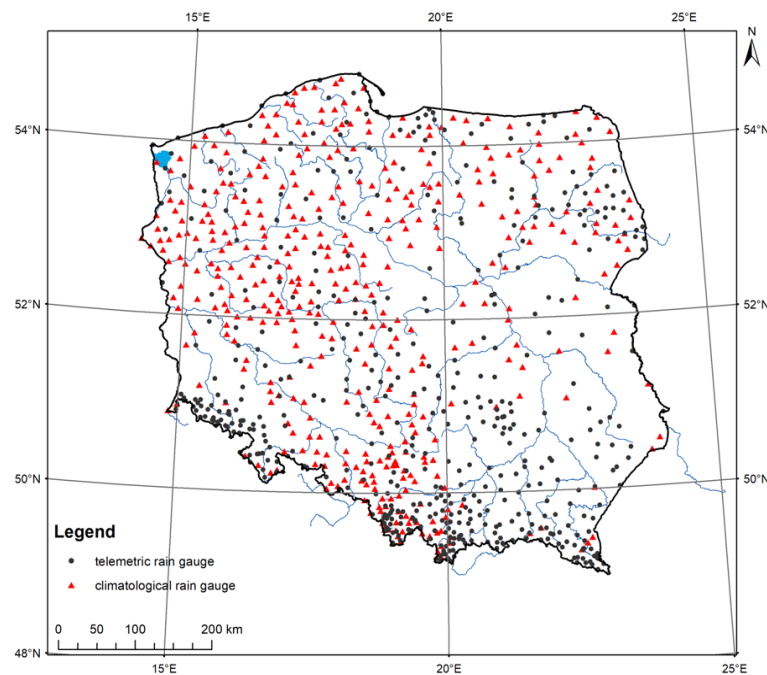 15°E 20°E 25°E
N
54°N 54°N
52°N 52°N
50°N 50°N
Legend
telemetric rain gauge
climatological rain gauge
0 50 100 200 km
48°N
15°E 20°E 25°E